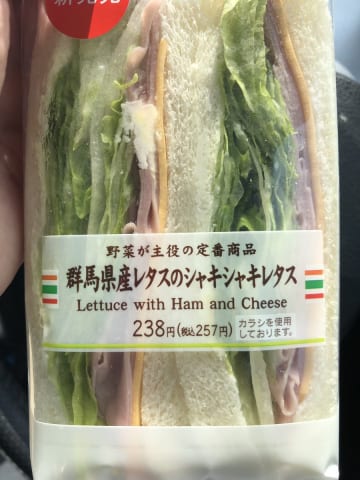 野菜が主役の定番商品
群馬県産レタスのシャキシャキレタス
Lettuce with Ham and Cheese
238円(税込257円)
カラシを使用
しております。